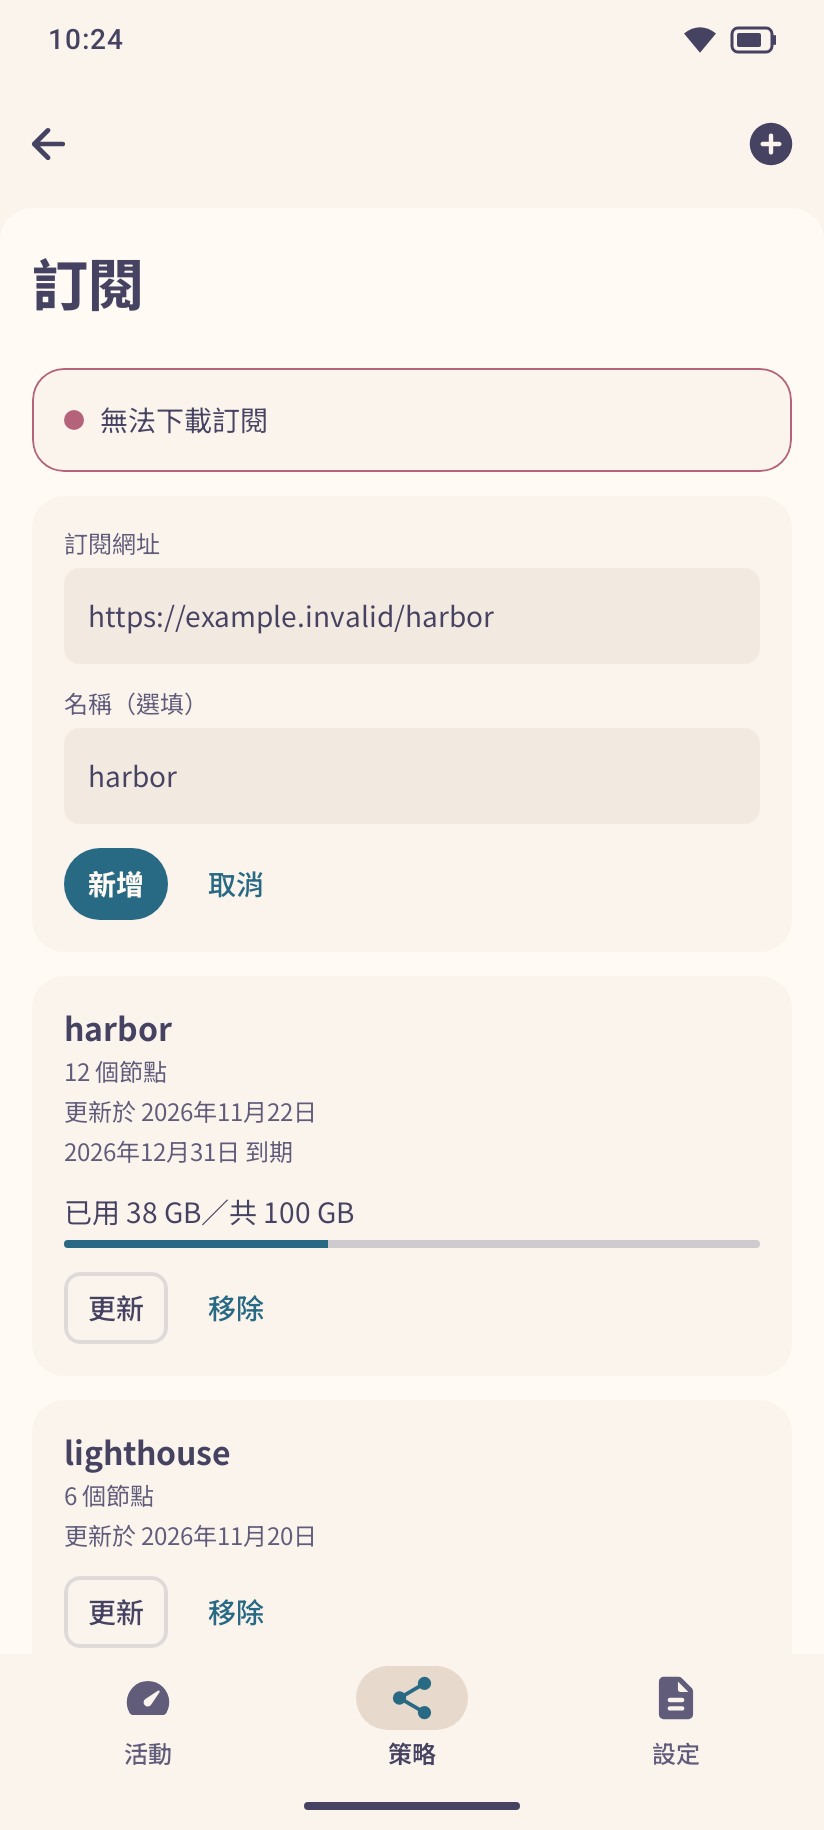 10:24
訂閱
無法下載訂閱
訂閱網址
https://example.invalid/harbor
名稱（選填）
harbor
新增
取消
harbor
12 個節點
更新於 2026年11月22日
2026年12月31日 到期
已用 38 GB／共 100 GB
更新
移除
lighthouse
6 個節點
更新於 2026年11月20日
更新
移除
活動
策略
設定